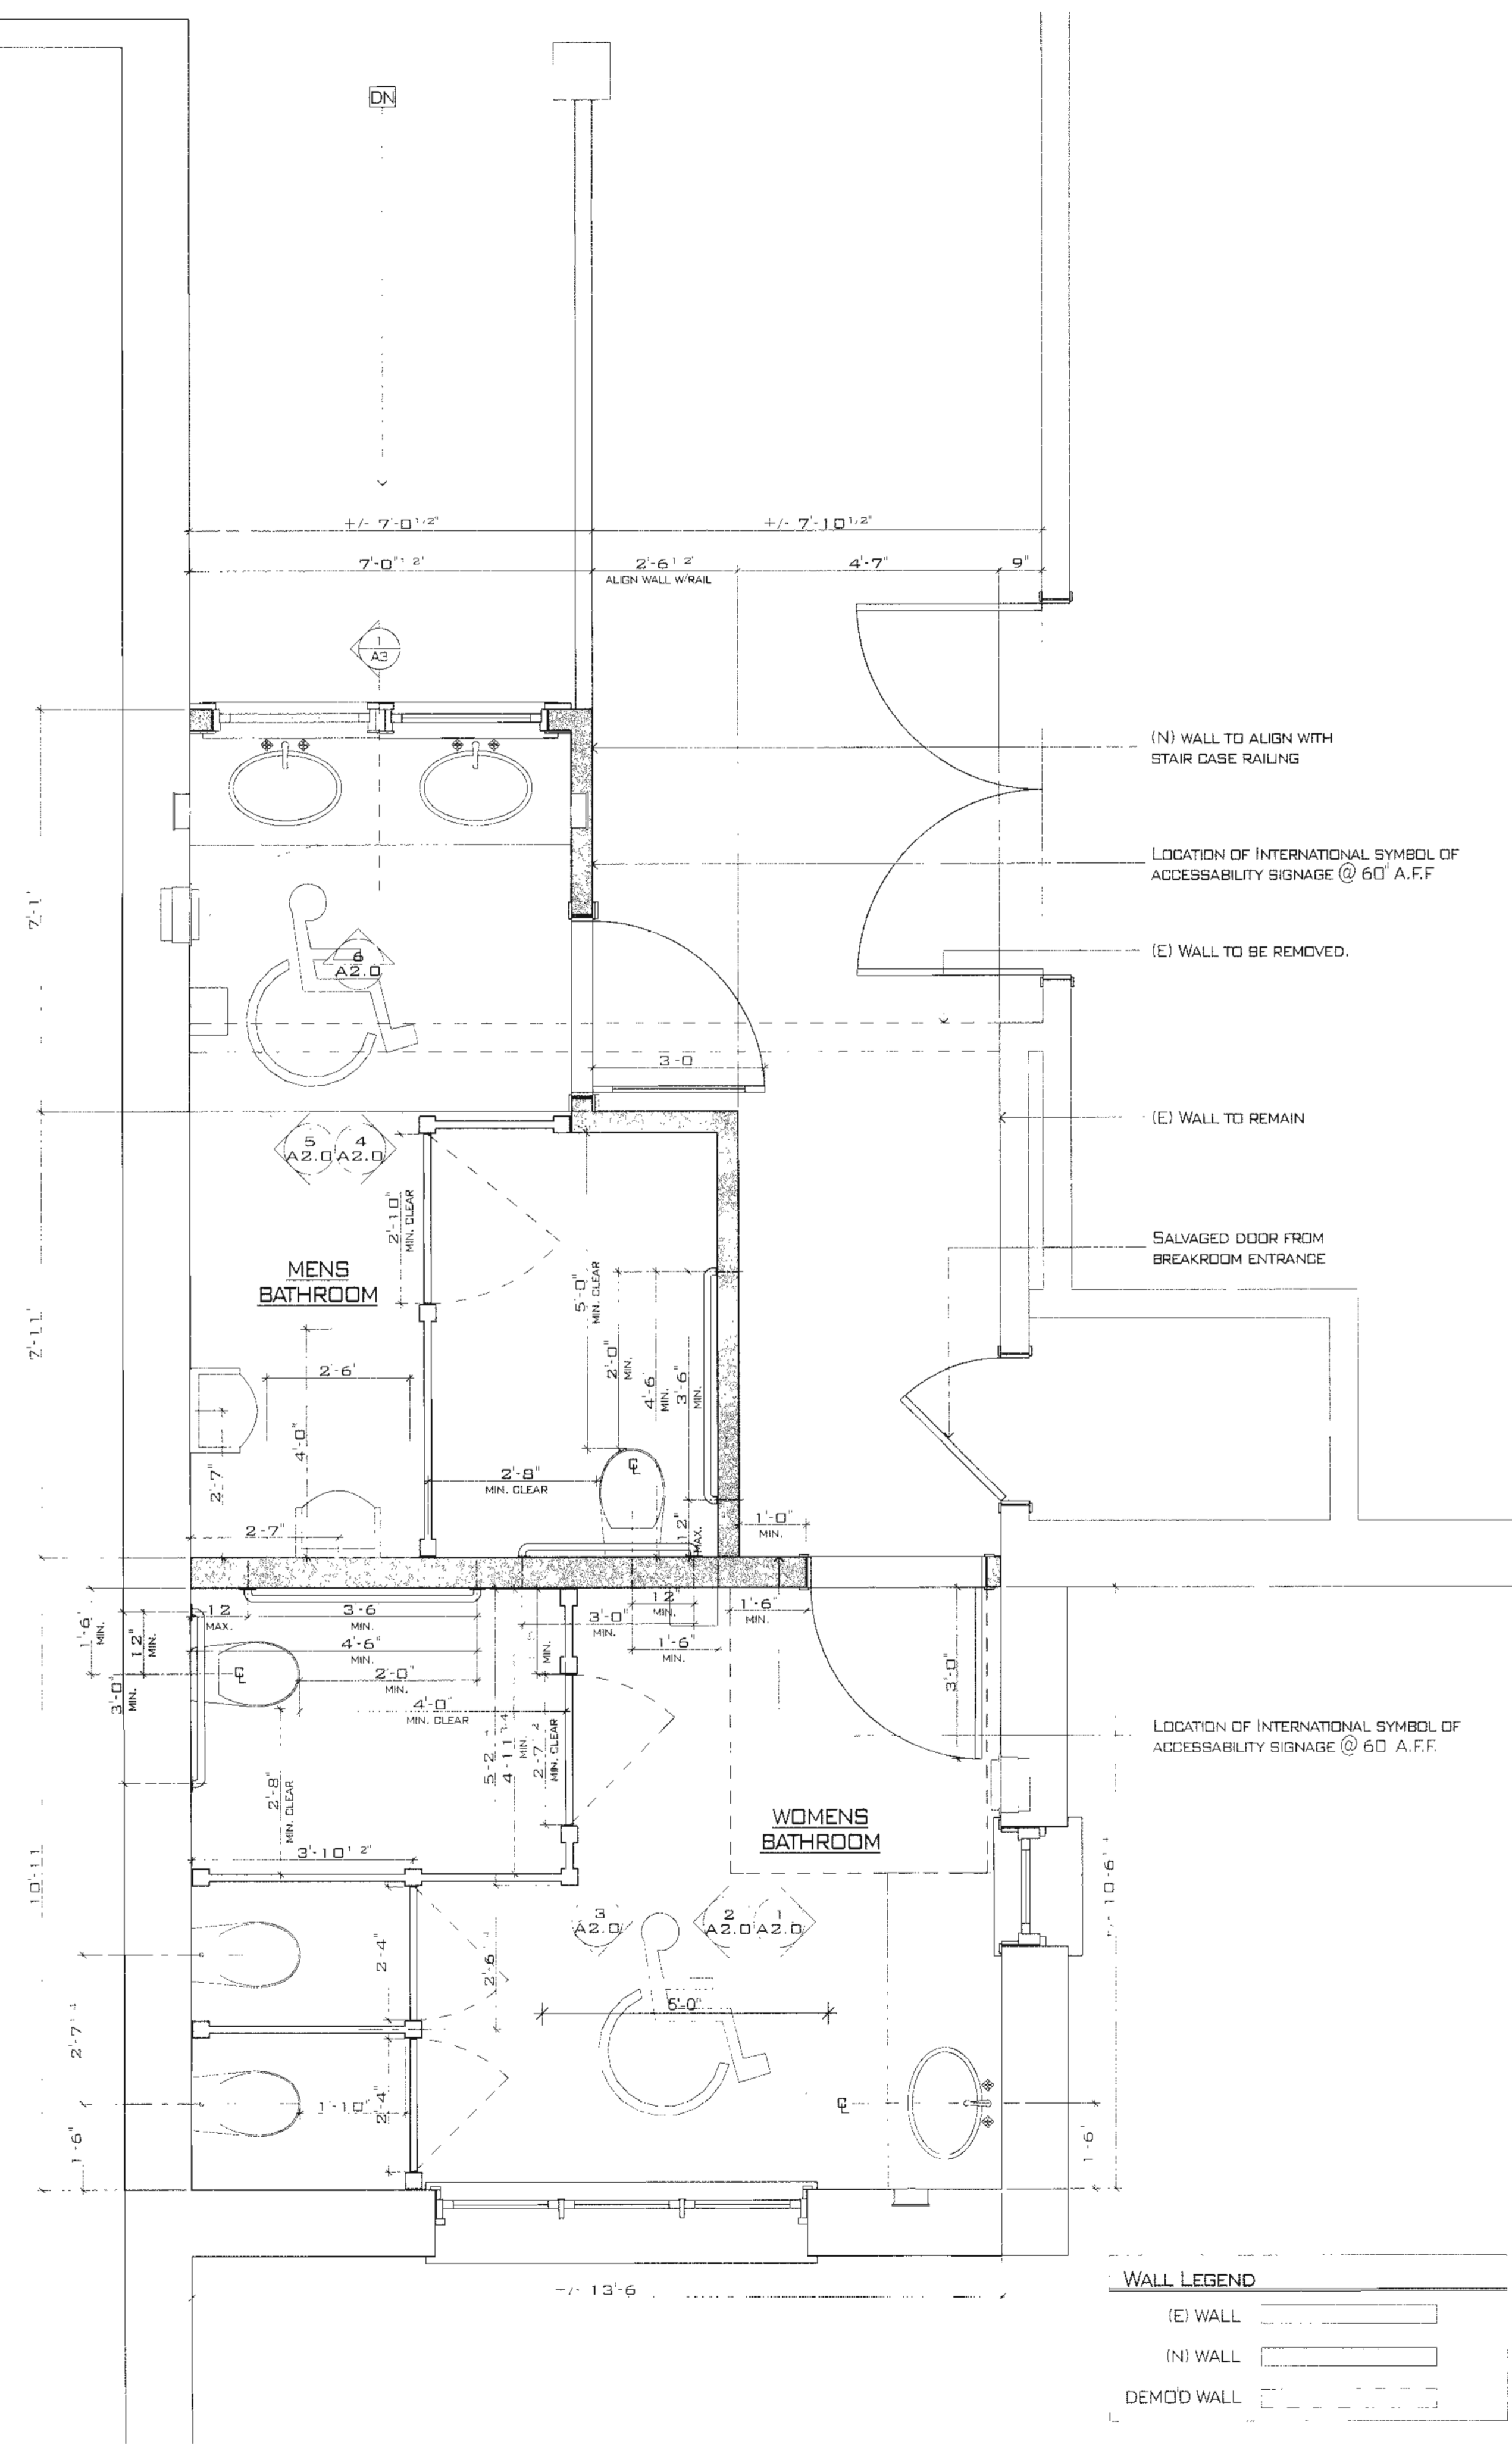 DN
+/- 7'-0 1/2"
+/- 7'-10 1/2"
7'-0" 1 2'
2'-6 1 2'
4'-7"
9"
ALIGN WALL W/RAIL
1
A3
(N) WALL TO ALIGN WITH
STAIR CASE RAILING
LOCATION OF INTERNATIONAL SYMBOL OF
ACCESSABILITY SIGNAGE @ 60" A.F.F
7'-1'
(E) WALL TO BE REMOVED.
6
A2.0
3-0
(E) WALL TO REMAIN
5
A2.0
4
A2.0
2'-10"
MIN. CLEAR
SALVAGED DOOR FROM
BREAKROOM ENTRANCE
MENS
BATHROOM
5'-0"
MIN. CLEAR
7'-11'
2'-0"
MIN.
4'-6'
MIN.
3'-6"
MIN.
2'-6'
4'-0"
2'-7"
2'-8"
MIN. CLEAR
CL
2-7"
12"
MAX.
1'-0"
MIN.
1'-6'
MIN.
12"
MIN.
3'-0"
MIN.
12
MAX.
3'-6
MIN.
4'-6"
MIN.
2'-0"
MIN.
CL
4'-0"
MIN. CLEAR
MIN.
12"
MIN.
3'-0"
MIN.
1'-6"
MIN.
1'-6"
MIN.
3'-0"
2'-8"
MIN. CLEAR
MIN.
MIN. CLEAR
LOCATION OF INTERNATIONAL SYMBOL OF
ACCESSABILITY SIGNAGE @ 60 A.F.F.
WOMENS
BATHROOM
3'-10 1 2"
10'-11
3
A2.0
2
A2.0
1
A2.0
2-4"
6'-0"
2-4"
1'-10"
CL
1-6"
1-6'
+/- 13'-6
WALL LEGEND
(E) WALL
(N) WALL
DEMO'D WALL